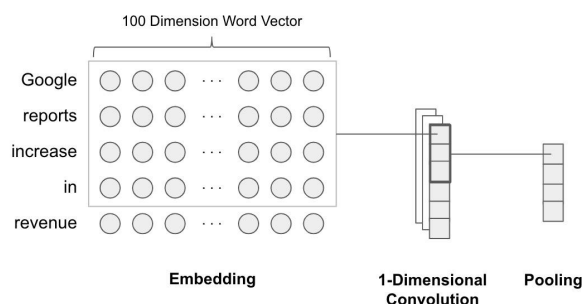 100 Dimension Word Vector
Google
reports
increase
in
revenue
Embedding
1-Dimensional
Convolution
Pooling